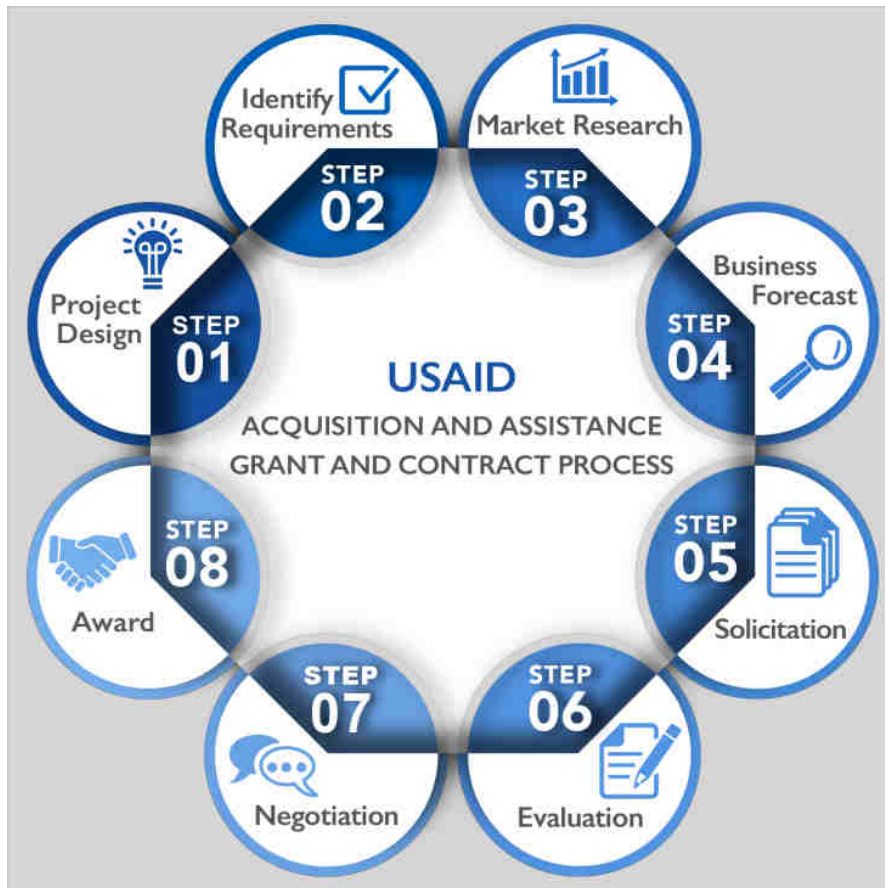 USAID
ACQUISITION AND ASSISTANCE
GRANT AND CONTRACT PROCESS
Project
Design
STEP
01
Identify
Requirements
STEP
02
Market Research
STEP
03
Business
Forecast
STEP
04
STEP
05
Solicitation
STEP
06
Evaluation
STEP
07
Negotiation
STEP
08
Award